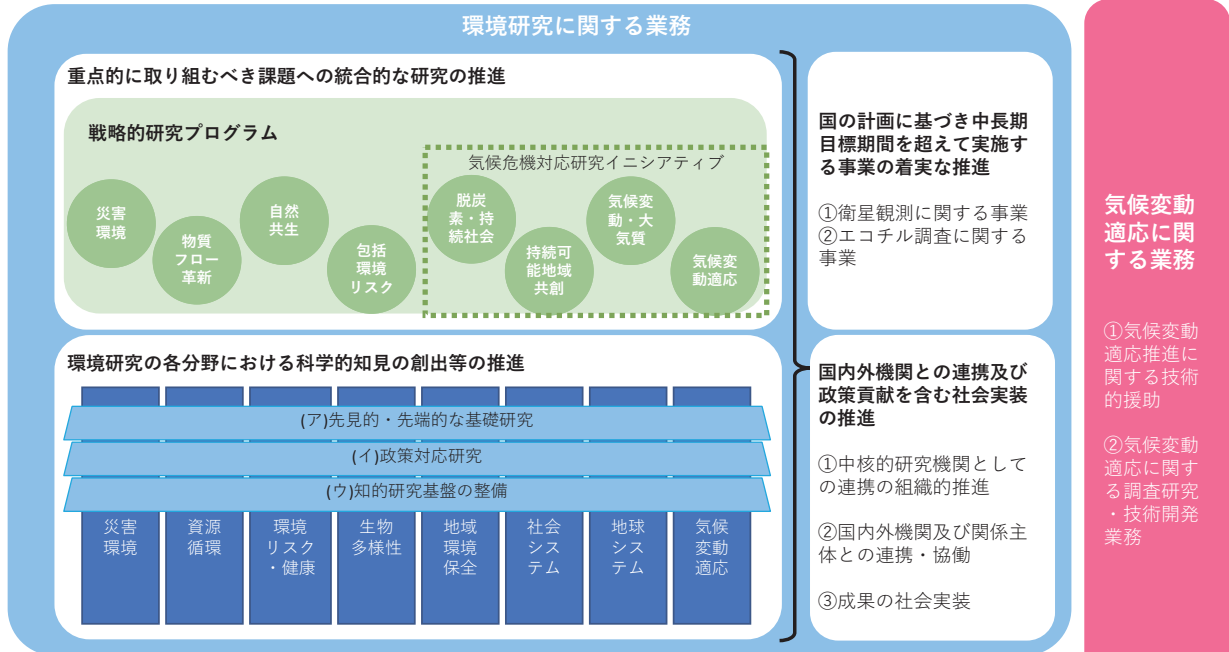 環境研究に関する業務
重点的に取り組むべき課題への統合的な研究の推進
戦略的研究プログラム
気候危機対応研究イニシアティブ
災害
環境
物質
フロー
革新
自然
共生
包括
環境
リスク
脱炭
素・持
続社会
持続可
能地域
共創
気候変
動・大
気質
気候変
動適応
環境研究の各分野における科学的知見の創出等の推進
(ア)先見的・先端的な基礎研究
(イ)政策対応研究
(ウ)知的研究基盤の整備
災害
環境
資源
循環
環境
リスク
・健康
生物
多様性
地域
環境
保全
社会
シス
テム
地球
シス
テム
気候
変動
適応
国の計画に基づき中長期
目標期間を超えて実施す
る事業の着実な推進
①衛星観測に関する事業
②エコチル調査に関する
事業
国内外機関との連携及び
政策貢献を含む社会実装
の推進
①中核的研究機関として
の連携の組織的推進
②国内外機関及び関係主
体との連携・協働
③成果の社会実装
気候変動
適応に関
する業務
①気候変動
適応推進に
関する技術
的援助
②気候変動
適応に関す
る調査研究
・技術開発
業務